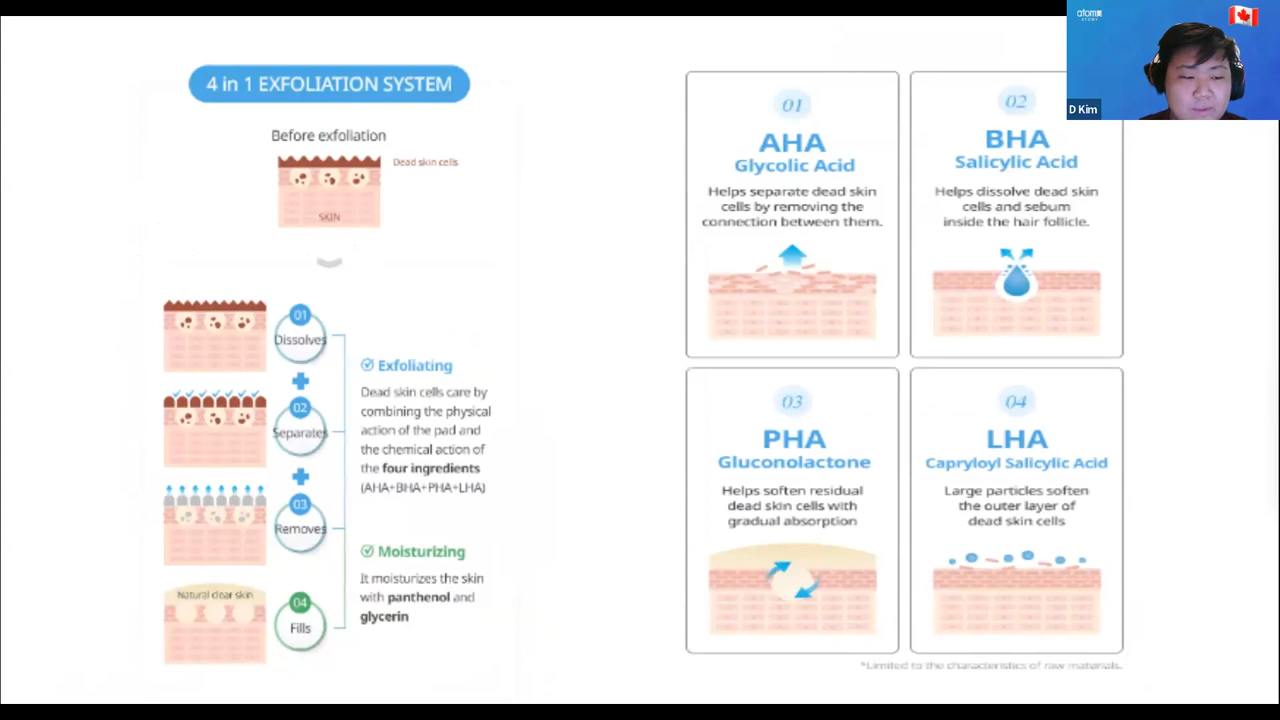 4 in 1 EXFOLIATION SYSTEM
Before exfoliation
Dead skin cells
SKIN
01
Dissolves
02
Separates
03
Removes
Natural clear skin
04
Fills
Exfoliating
Dead skin cells care by
combining the physical
action of the pad and
the chemical action of
the four ingredients
(AHA+BHA+PHA+LHA)
Moisturizing
It moisturizes the skin
with panthenol and
glycerin
01
AHA
Glycolic Acid
Helps separate dead skin
cells by removing the
connection between them.
02
BHA
Salicylic Acid
Helps dissolve dead skin
cells and sebum
inside the hair follicle.
03
PHA
Gluconolactone
Helps soften residual
dead skin cells with
gradual absorption
04
LHA
Capryloyl Salicylic Acid
Large particles soften
the outer layer of
dead skin cells
*Limited to the characteristics of raw materials.
atomy
D Kim